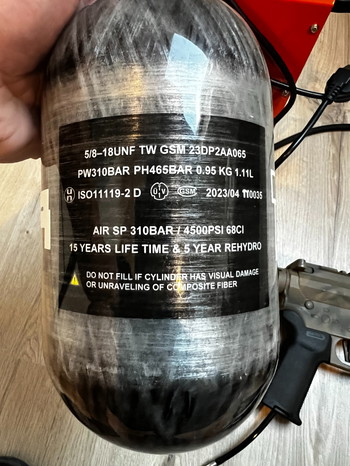 5/8–18UNF TW GSM 23DP2AA065
PW310BAR PH465BAR 0.95 KG 1.11L
ISO11119-2 D GSM 2023/04 π0035
AIR SP 310BAR / 4500PSI 68CI
15 YEARS LIFE TIME & 5 YEAR REHYDRO
DO NOT FILL IF CYLINDER HAS VISUAL DAMAGE
OR UNRAVELING OF COMPOSITE FIBER